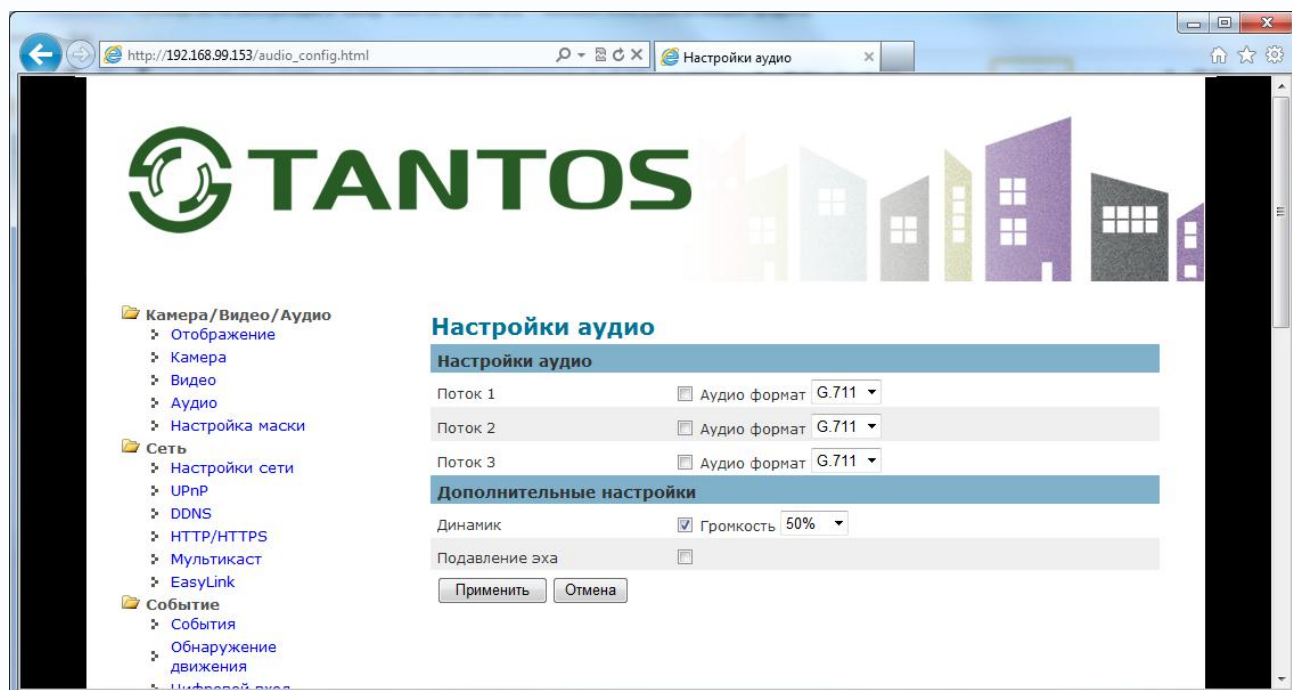 http://192.168.99.153/audio_config.html
Настройки аудио
TANTOS
Камера/Видео/Аудио
Отображение
Камера
Видео
Аудио
Настройка маски
Сеть
Настройки сети
UPnP
DDNS
HTTP/HTTPS
Мультикаст
EasyLink
Событие
События
Обнаружение
движения
Цифровой вход
Настройки аудио
Настройки аудио
Поток 1 Аудио формат G.711
Поток 2 Аудио формат G.711
Поток 3 Аудио формат G.711
Дополнительные настройки
Динамик Громкость 50%
Подавление эха
Применить Отмена